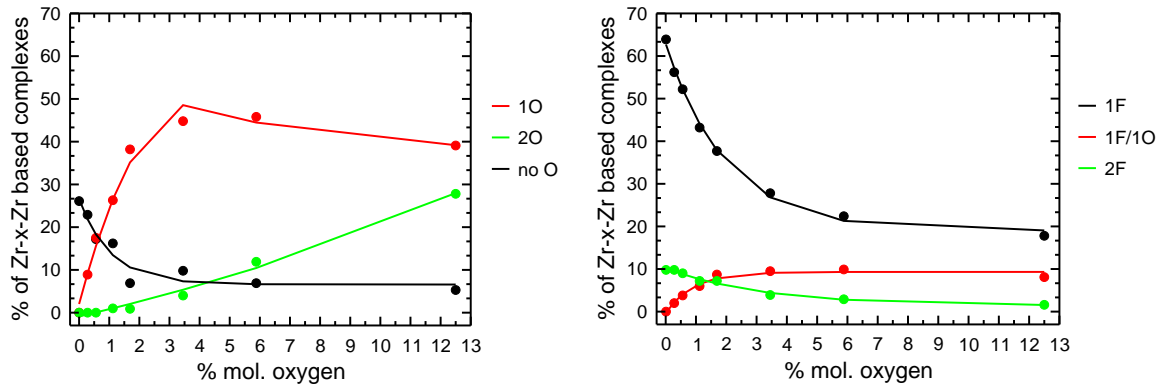 % of Zr-x-Zr based complexes
70
60
50
40
30
20
10
0
0 1 2 3 4 5 6 7 8 9 10 11 12 13
% mol. oxygen
1O
2O
no O
% of Zr-x-Zr based complexes
70
60
50
40
30
20
10
0
0 1 2 3 4 5 6 7 8 9 10 11 12 13
% mol. oxygen
1F
1F/1O
2F